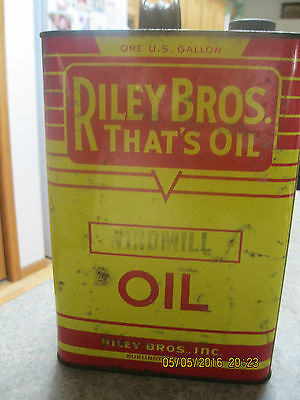 ONE U.S. GALLON
RILEY BROS.
THAT'S OIL
WINDMILL
OIL
RILEY BROS., INC.
05/05/2016 20:23